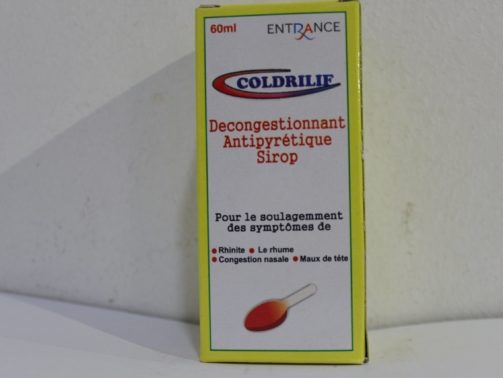 60ml ENTRANCE
COLDRILIF
Decongestionnant
Antipyrétique
Sirop
Pour le soulagemment
des symptômes de
● Rhinite ● Le rhume
● Congestion nasale ● Maux de téte